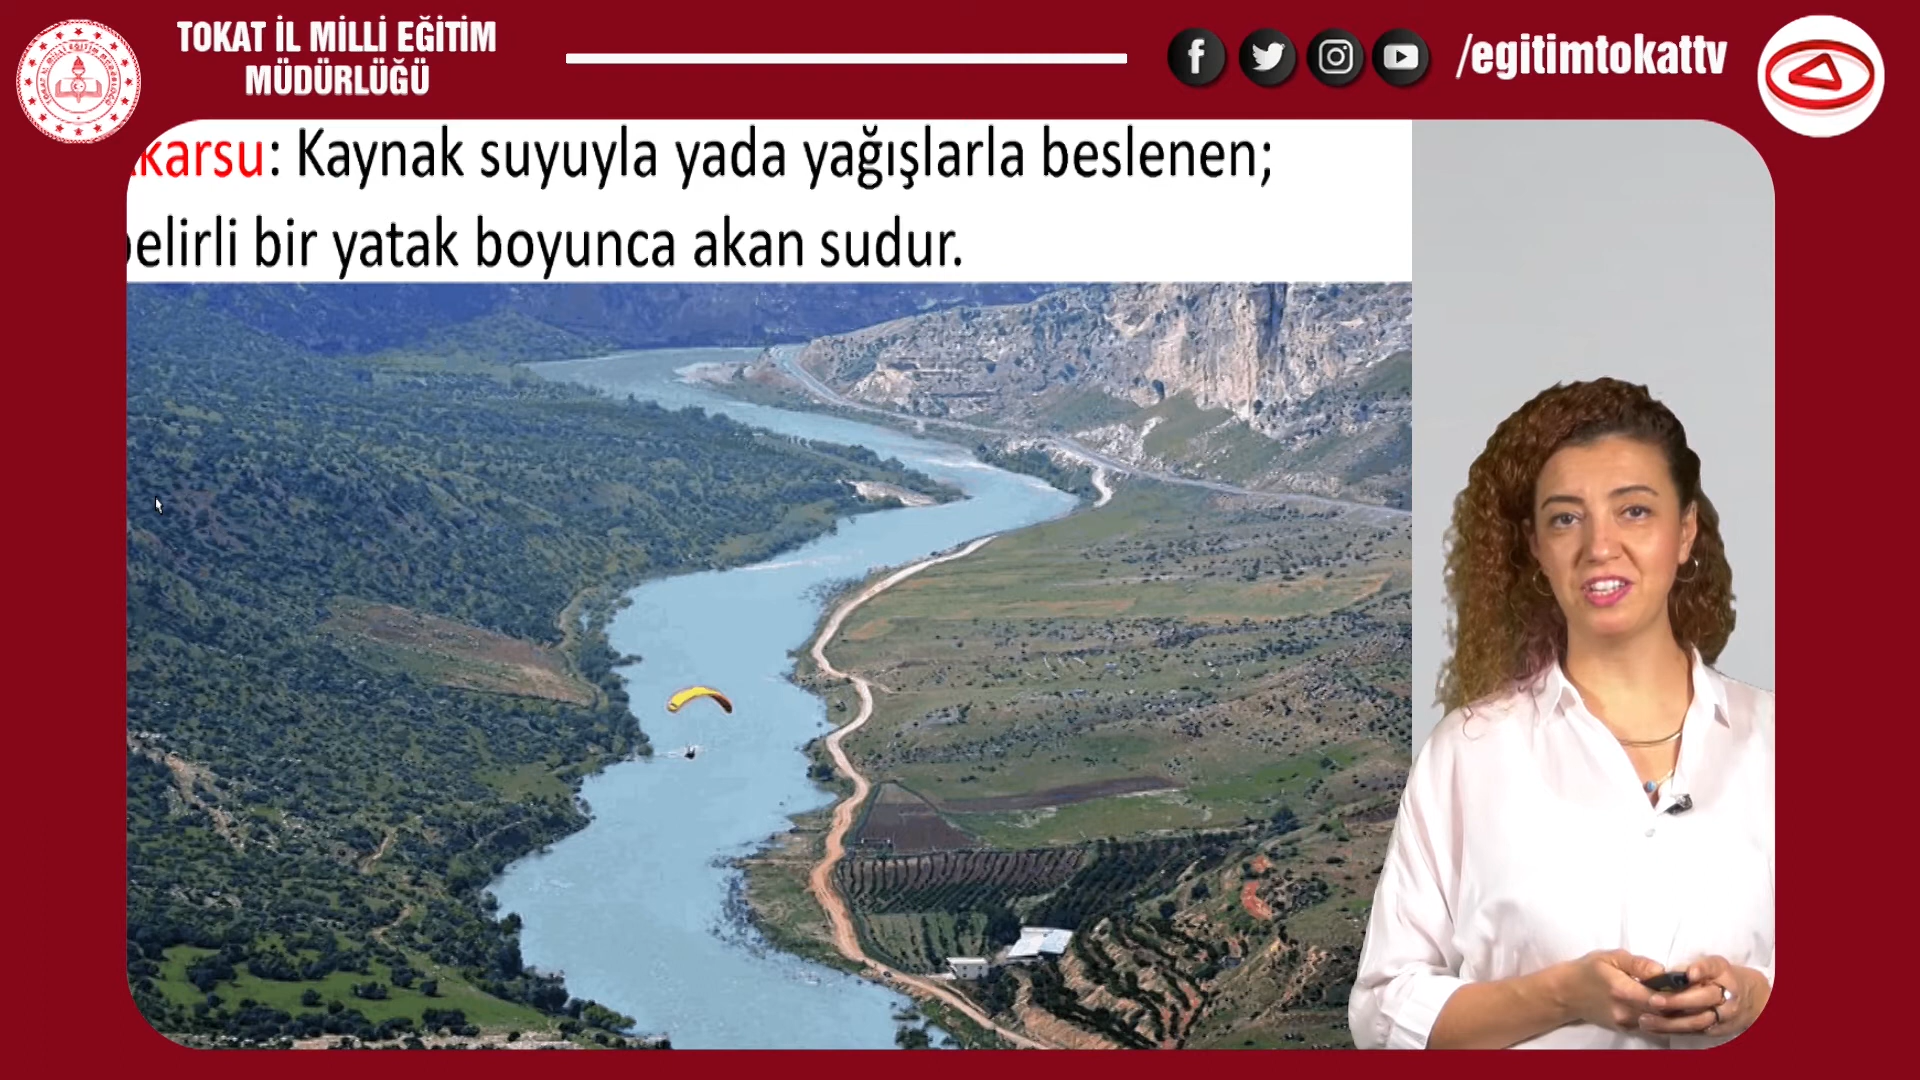 TOKAT İL MİLLİ EĞİTİM
MÜDÜRLÜĞÜ
/egitimtokattv
karsu: Kaynak suyuyla yada yağışlarla beslenen;
elirli bir yatak boyunca akan sudur.